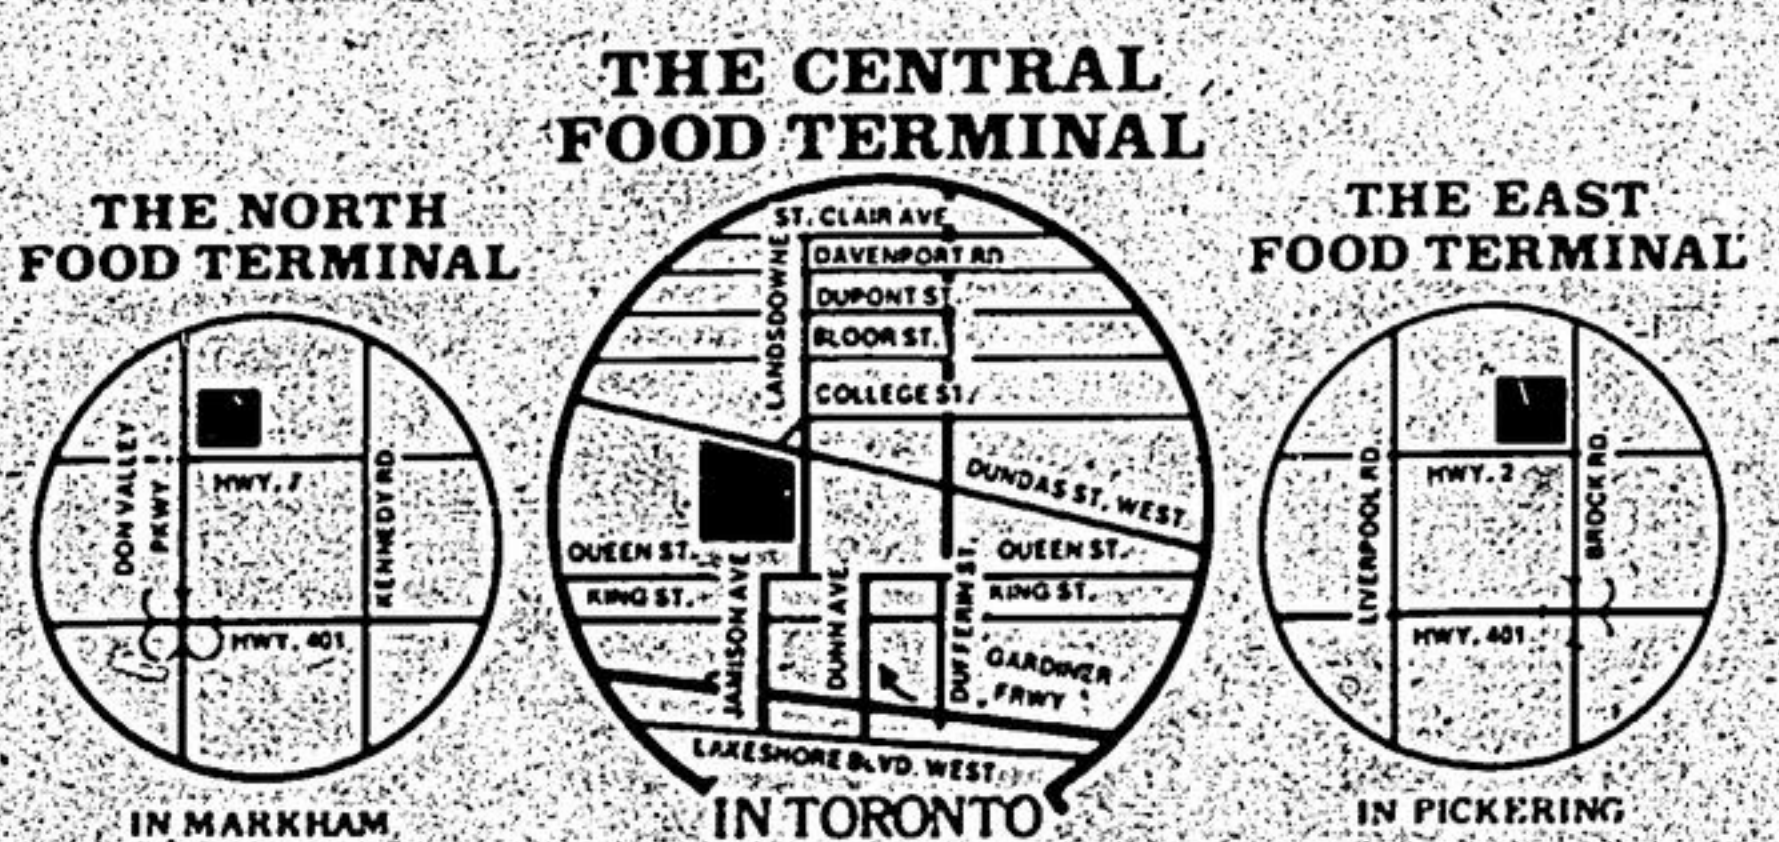 THE CENTRAL
FOOD TERMINAL
THE NORTH
FOOD TERMINAL
DON VALLEY
PKWY.
HWY. 7
KENNEDY RD.
HWY. 401
IN MARKHAM
ST. CLAIR AVE
LANDSDOWNE
DAVENPORT RD
DUPONT ST.
BLOOR ST.
COLLEGE ST.
DUNDAS ST. WEST
QUEEN ST.
QUEEN ST.
KING ST.
KING ST.
JAMISON AVE
DUNN AVE.
DUFFERIN ST.
GARDINER
FRWY
LAKESHORE BLVD. WEST
IN TORONTO
THE EAST
FOOD TERMINAL
LIVERPOOL RD.
HWY. 2
BROCK RD.
HWY. 401
IN PICKERING